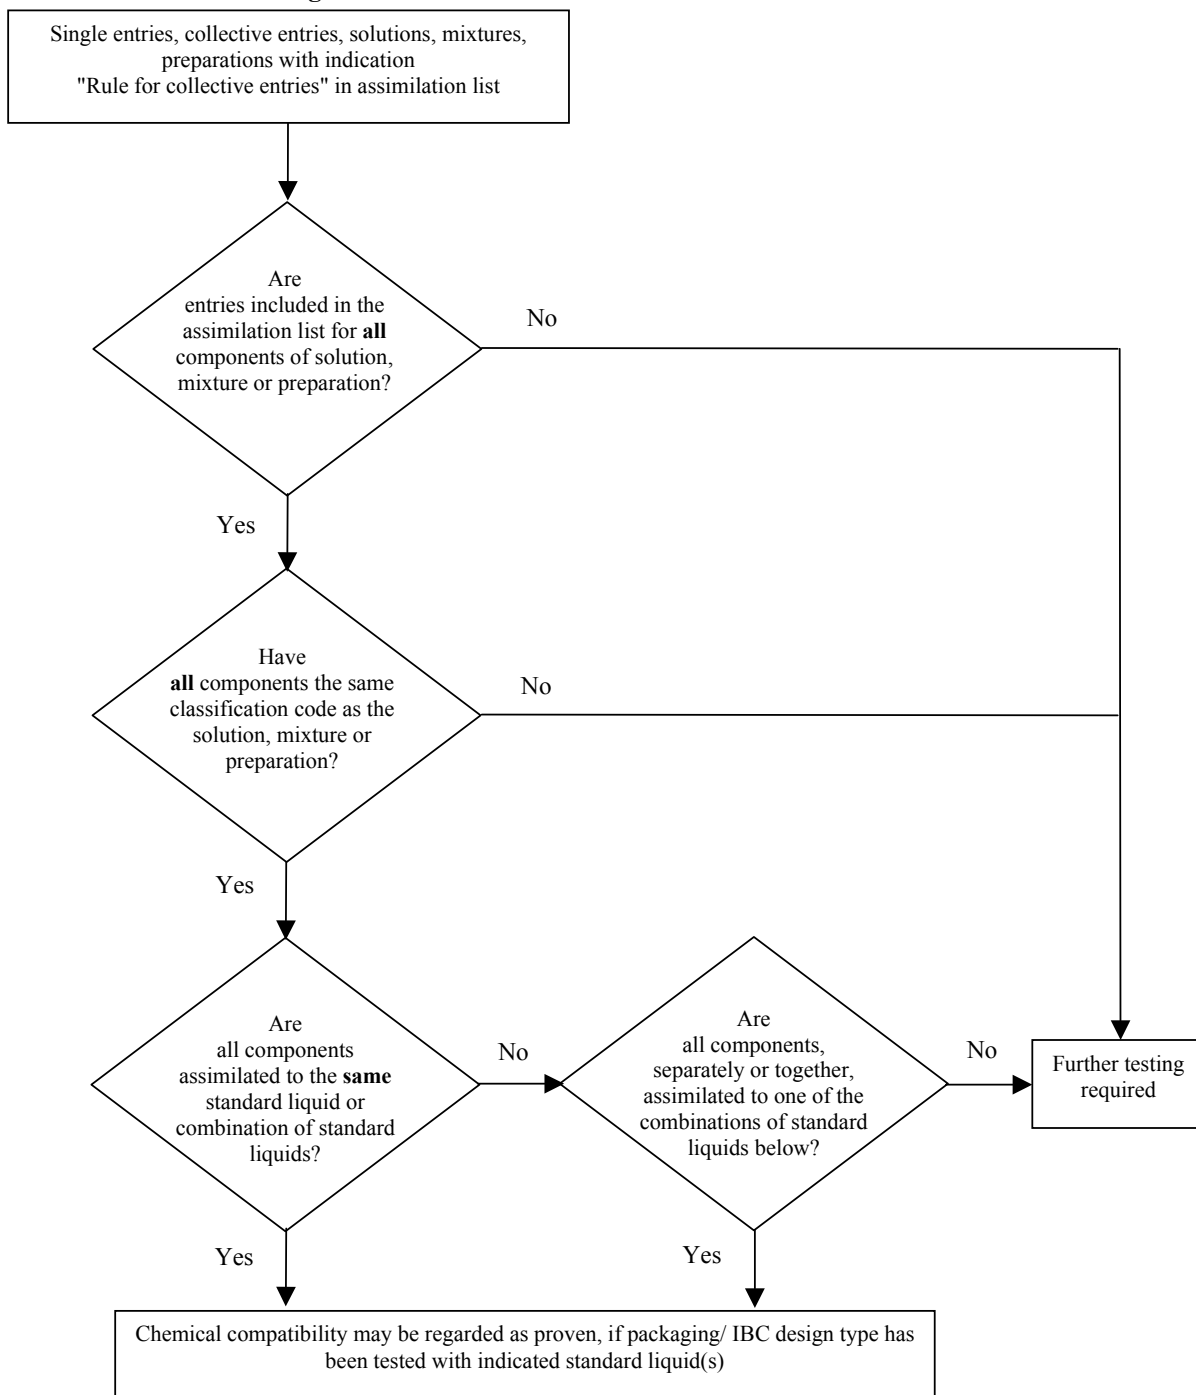 Single entries, collective entries, solutions, mixtures,
preparations with indication
"Rule for collective entries" in assimilation list
Are
entries included in the
assimilation list for all
components of solution,
mixture or preparation?
No
Yes
Have
all components the same
classification code as the
solution, mixture or
preparation?
No
Yes
Are
all components
assimilated to the same
standard liquid or
combination of standard
liquids?
No
Are
all components,
separately or together,
assimilated to one of the
combinations of standard
liquids below?
No
Further testing
required
Yes
Yes
Chemical compatibility may be regarded as proven, if packaging/ IBC design type has
been tested with indicated standard liquid(s)